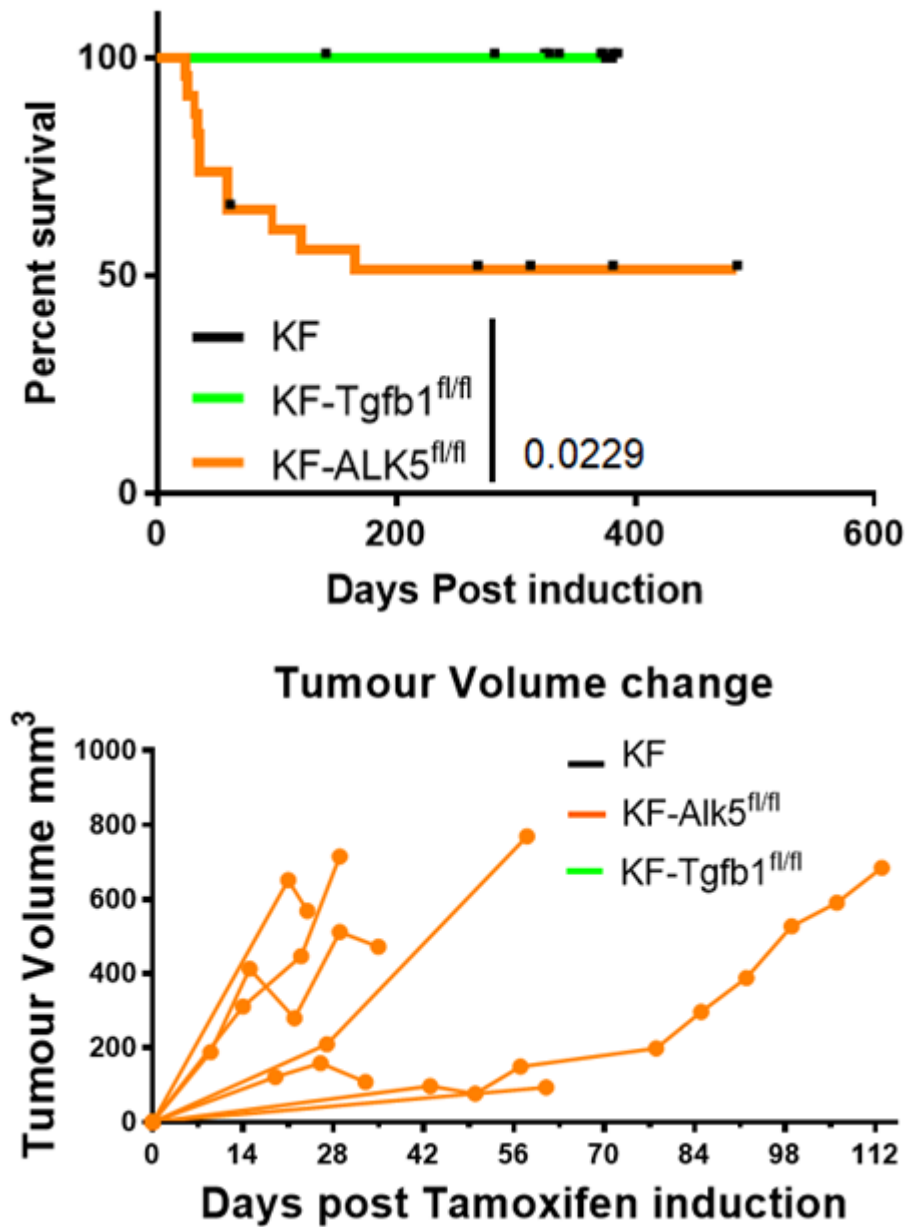 Percent survival
100
50
0
KF
KF-Tgfb1fl/fl
KF-ALK5fl/fl
0.0229
0 200 400 600
Days Post induction
Tumour Volume change
Tumour Volume mm3
1000
800
600
400
200
0
KF
KF-Alk5fl/fl
KF-Tgfb1fl/fl
0 14 28 42 56 70 84 98 112
Days post Tamoxifen induction